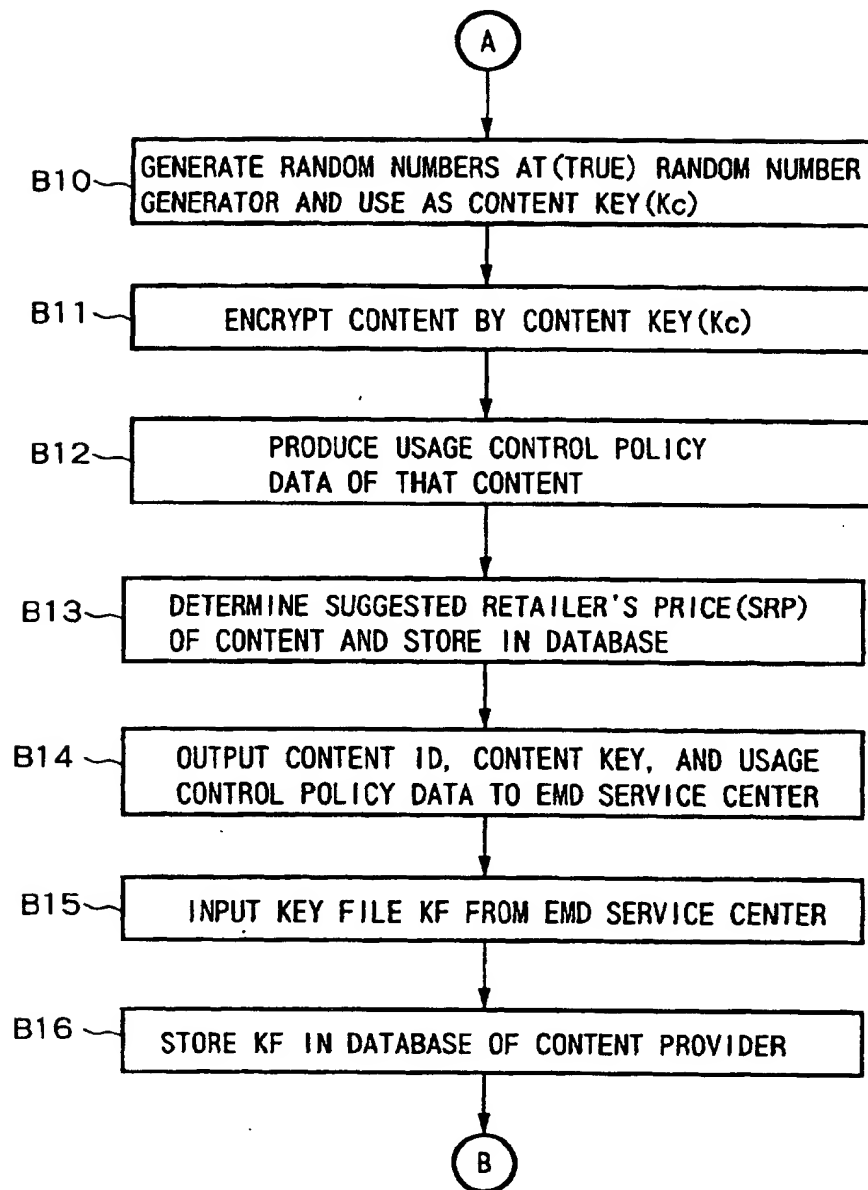 A
B10
GENERATE RANDOM NUMBERS AT(TRUE) RANDOM NUMBER
GENERATOR AND USE AS CONTENT KEY(Kc)
B11
ENCRYPT CONTENT BY CONTENT KEY(Kc)
B12
PRODUCE USAGE CONTROL POLICY
DATA OF THAT CONTENT
B13
DETERMINE SUGGESTED RETAILER'S PRICE(SRP)
OF CONTENT AND STORE IN DATABASE
B14
OUTPUT CONTENT ID, CONTENT KEY, AND USAGE
CONTROL POLICY DATA TO EMD SERVICE CENTER
B15
INPUT KEY FILE KF FROM EMD SERVICE CENTER
B16
STORE KF IN DATABASE OF CONTENT PROVIDER
B